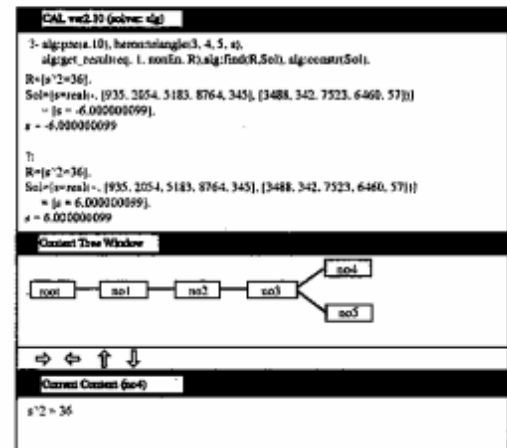 CAL ver2.10 (solver: alg)
?- alg:pre(s,10), heron:triangle(3, 4, 5, s),
alg:get_result(eq, 1, nonlin, R), alg:find(R,Sol), alg:constr(Sol).
R=[s^2=36].
Sol=[s=real(-, [935, 2054, 5183, 8764, 345], [3488, 342, 7523, 6460, 57])]
= [s = -6.000000099].
s = -6.000000099
?;
R=[s^2=36].
Sol=[s=real(+, [935, 2054, 5183, 8764, 345], [3488, 342, 7523, 6460, 57])]
= [s = 6.000000099].
s = 6.000000099
Context Tree Window
root no1 no2 no3 no4
no5
Current Context (no4)
s^2 = 36